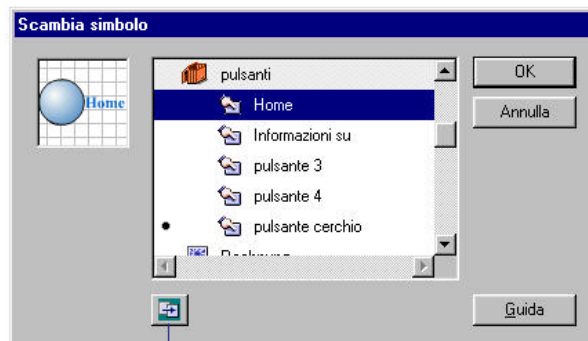 Scambia simbolo
Home
pulsanti
Home
Informazioni su
pulsante 3
pulsante 4
pulsante cerchio
OK
Annulla
Guida